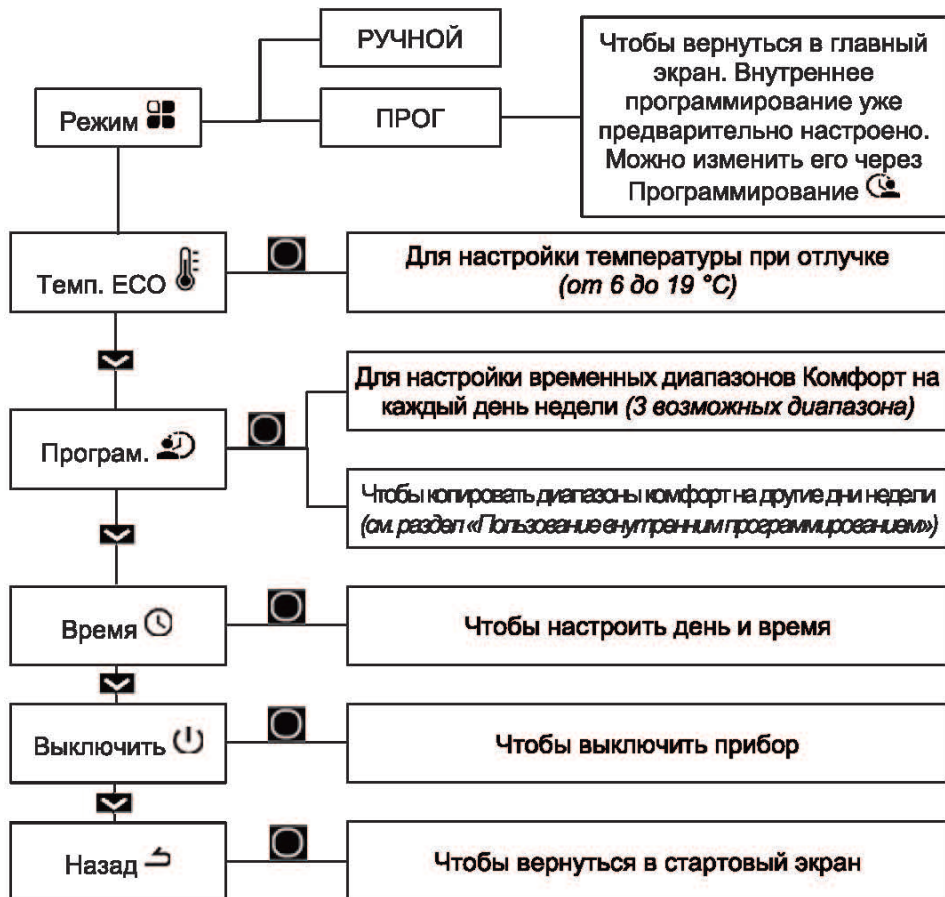 РУЧНОЙ
Режим
ПРОГ
Чтобы вернуться в главный
экран. Внутреннее
программирование уже
предварительно настроено.
Можно изменить его через
Программирование
Темп. ECO
Для настройки температуры при отлучке
(от 6 до 19 °C)
Програм.
Для настройки временных диапазонов Комфорт на
каждый день недели (3 возможных диапазона)
Чтобы копировать диапазоны комфорт на другие дни недели
(см. раздел «Пользование внутренним программированием»)
Время
Чтобы настроить день и время
Выключить
Чтобы выключить прибор
Назад
Чтобы вернуться в стартовый экран